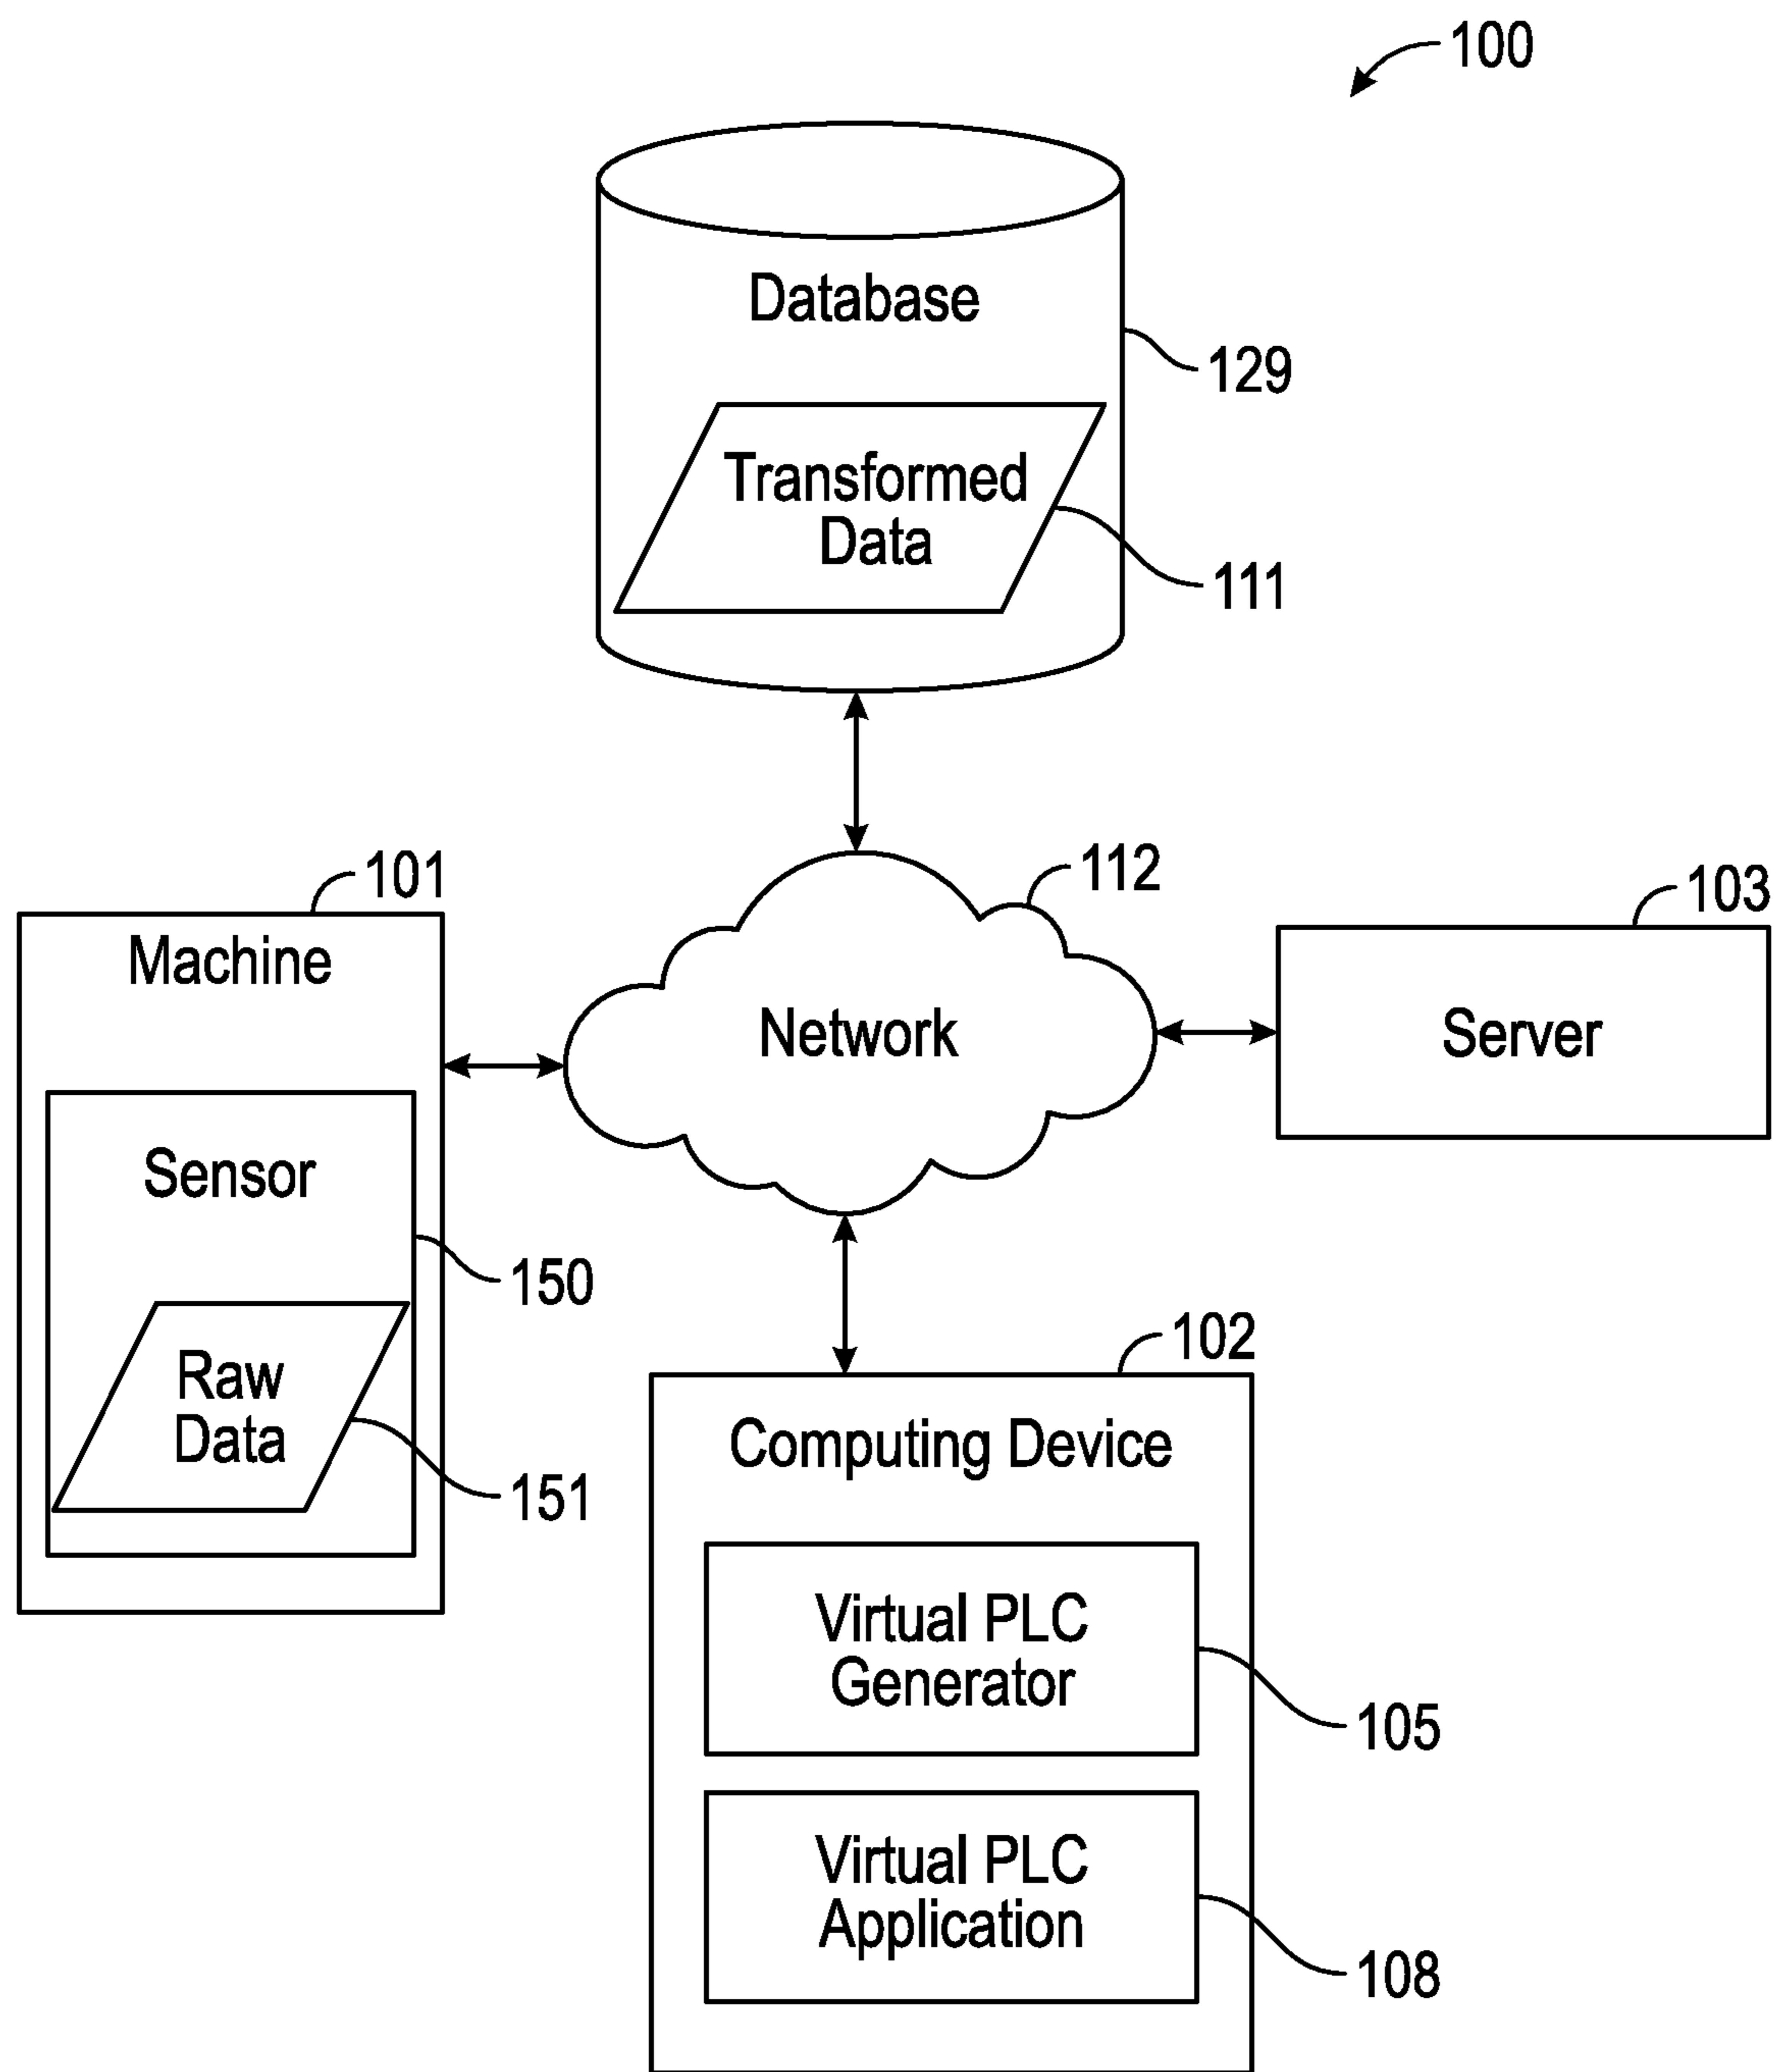 100
Database
129
Transformed
Data
111
101
Machine
112
Network
103
Server
Sensor
150
Raw
Data
151
102
Computing Device
Virtual PLC
Generator
105
Virtual PLC
Application
108